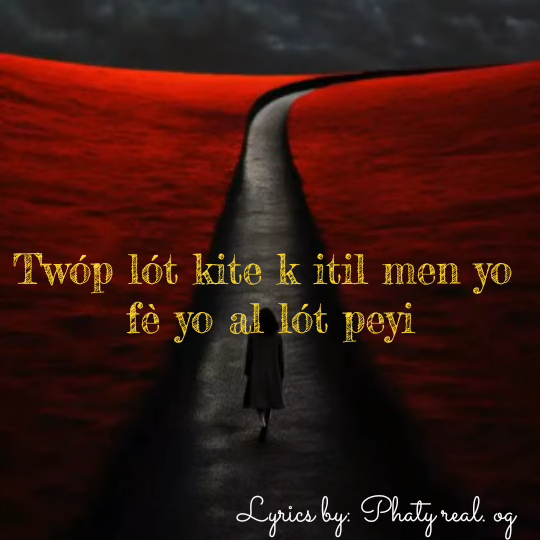 Twóp lót kite k itil men yo
fè yo al lót peyi
Lyrics by: Phaty real. og